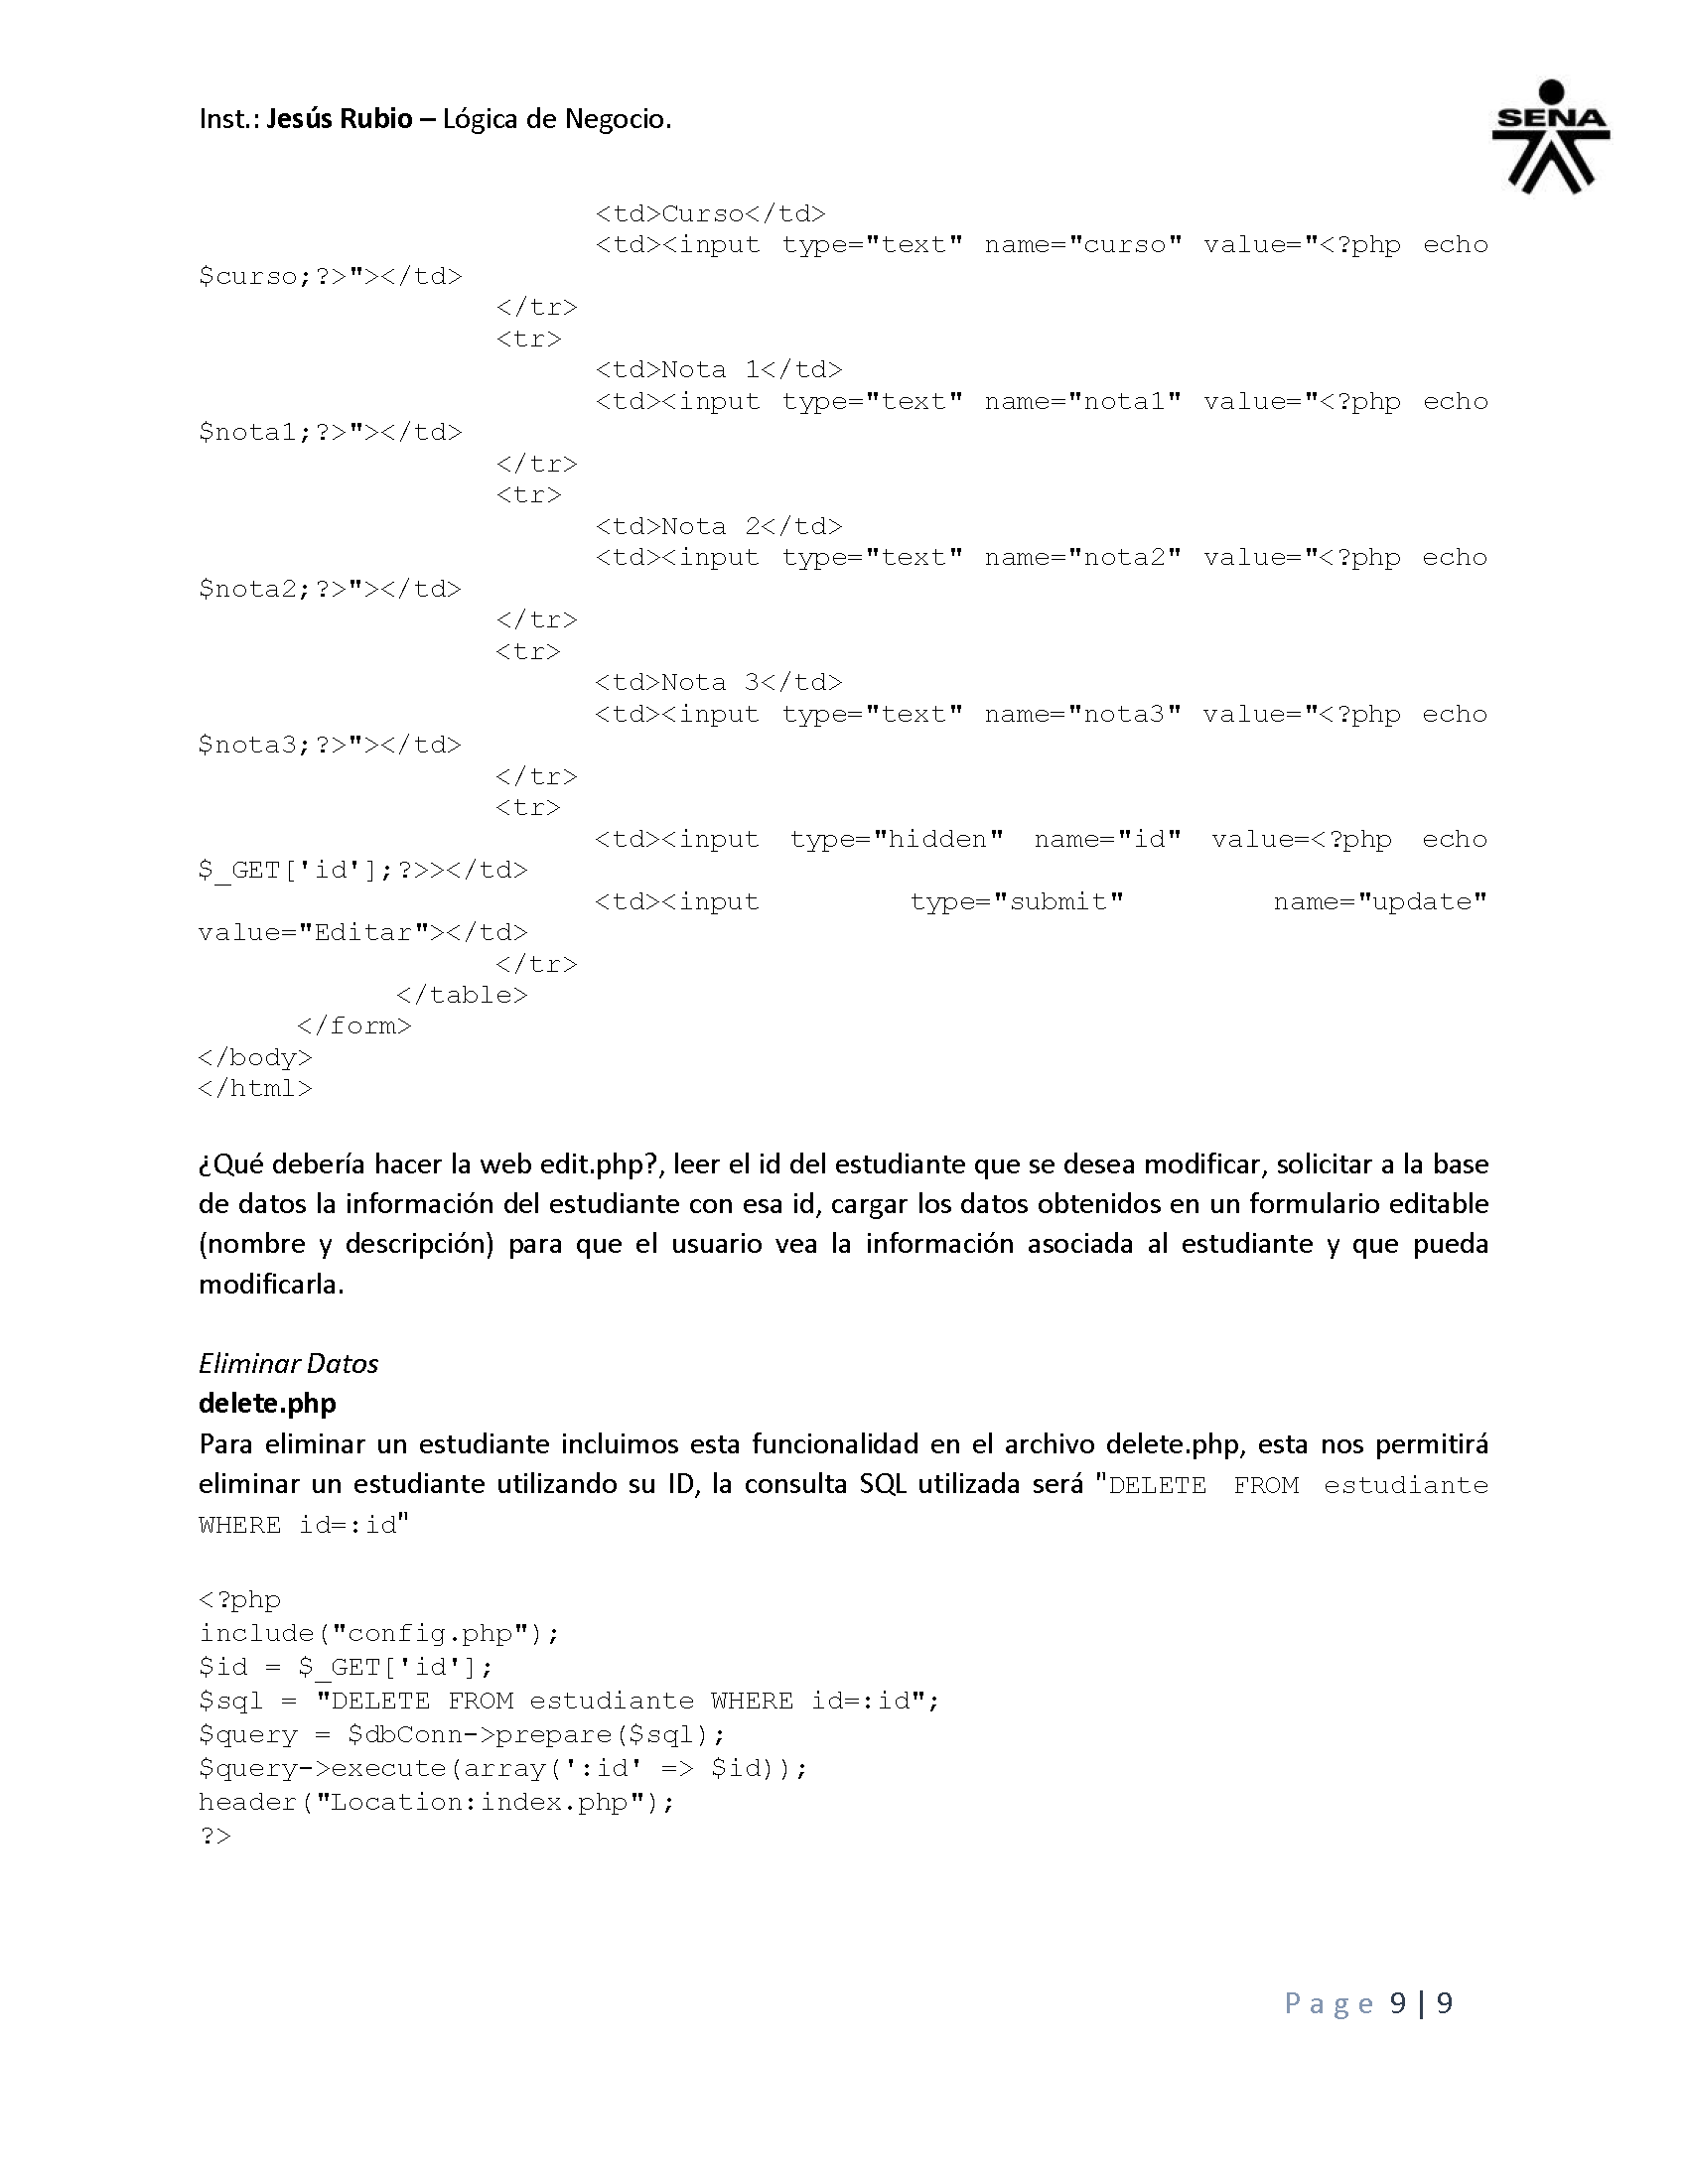 Inst.: Jesús Rubio – Lógica de Negocio.
SENA
<td>Curso</td>
<td><input type="text" name="curso" value="<?php echo
$curso;?>"></td>
</tr>
<tr>
<td>Nota 1</td>
<td><input type="text" name="nota1" value="<?php echo
$nota1;?>"></td>
</tr>
<tr>
<td>Nota 2</td>
<td><input type="text" name="nota2" value="<?php echo
$nota2;?>"></td>
</tr>
<tr>
<td>Nota 3</td>
<td><input type="text" name="nota3" value="<?php echo
$nota3;?>"></td>
</tr>
<tr>
<td><input type="hidden" name="id" value=<?php echo
$_GET['id'];?>></td>
<td><input type="submit" name="update"
value="Editar"></td>
</tr>
</table>
</form>
</body>
</html>
¿Qué debería hacer la web edit.php?, leer el id del estudiante que se desea modificar, solicitar a la base
de datos la información del estudiante con esa id, cargar los datos obtenidos en un formulario editable
(nombre y descripción) para que el usuario vea la información asociada al estudiante y que pueda
modificarla.
Eliminar Datos
delete.php
Para eliminar un estudiante incluimos esta funcionalidad en el archivo delete.php, esta nos permitirá
eliminar un estudiante utilizando su ID, la consulta SQL utilizada será "DELETE FROM estudiante
WHERE id=:id"
<?php
include("config.php");
$id = $_GET['id'];
$sql = "DELETE FROM estudiante WHERE id=:id";
$query = $dbConn->prepare($sql);
$query->execute(array(':id' => $id));
header("Location:index.php");
?>
Page 9 | 9